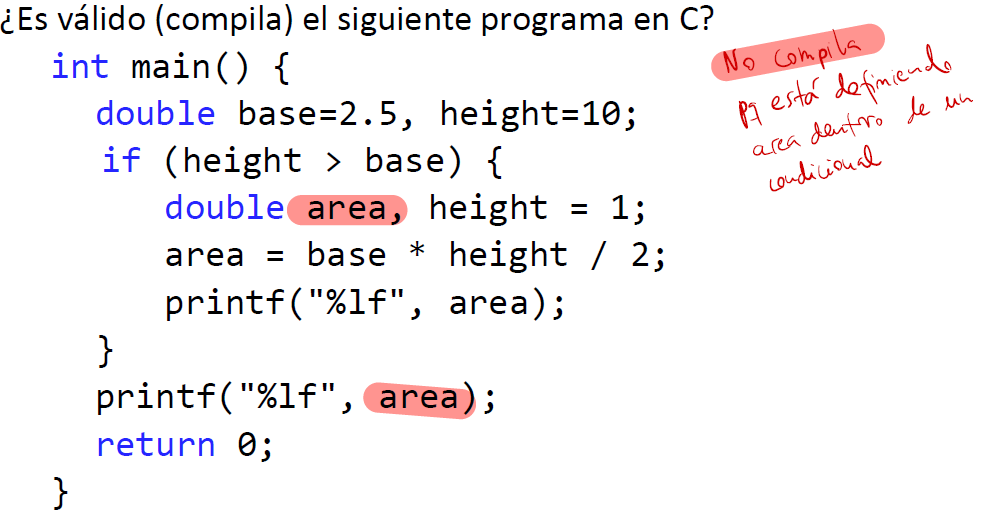 ¿Es válido (compila) el siguiente programa en C?
int main() {
double base=2.5, height=10;
if (height > base) {
double area, height = 1;
area = base * height / 2;
printf("%lf", area);
}
printf("%lf", area);
return 0;
}
No compila
pq está definiendo
area dentro de un
condicional